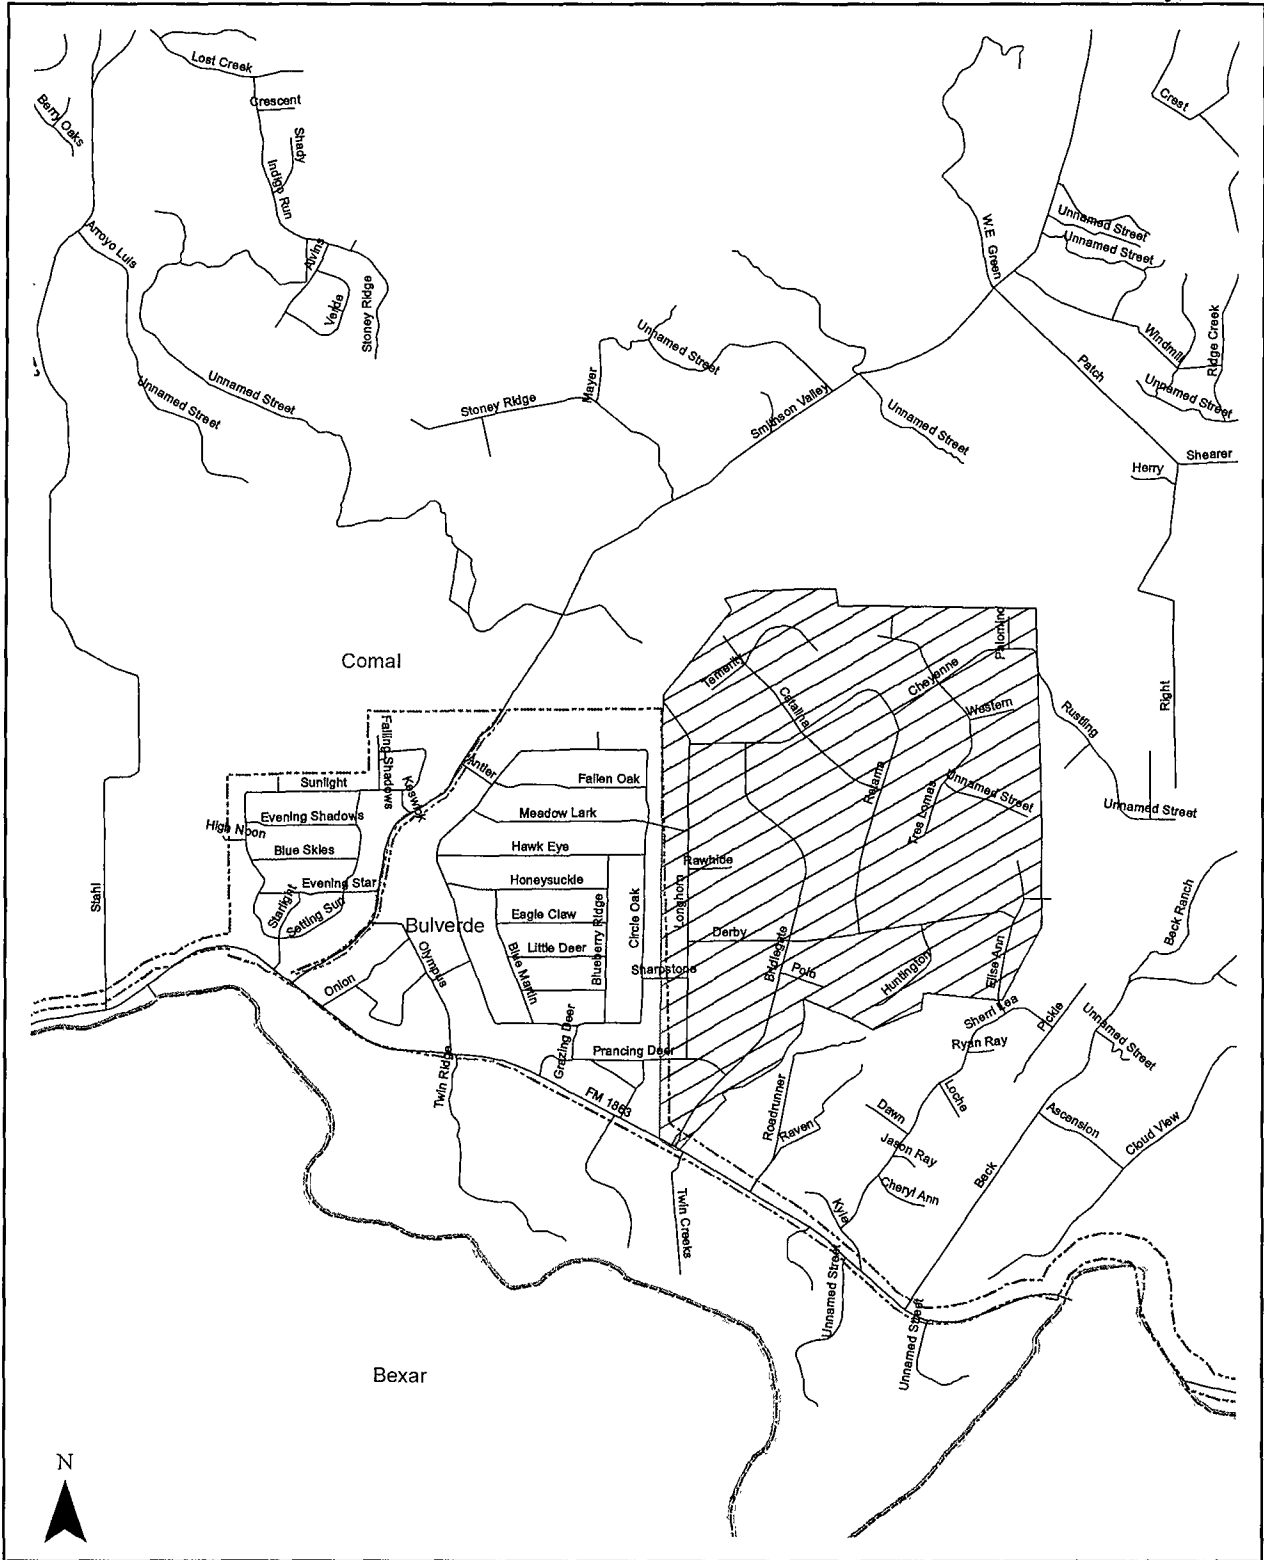 Lost Creek
Crescent
Berry Oaks
Shady
Indigo Run
Crest
Arroyo Luis
Alvins
Verde
Stoney Ridge
W.E Green
Unnamed Street
Unnamed Street
Windmill
Ridge Creek
Unnamed Street
Unnamed Street
Unnamed Street
Unnamed Street
Mayer
Stoney Ridge
Smithson Valley
Unnamed Street
Patch
Unnamed Street
Shearer
Herry
Comal
Temerity
Catalina
Cheyenne
Palomino
Western
Rustling
Right
Falling Shadows
Keswick
Antler
Sunlight
Fallen Oak
Evening Shadows
Meadow Lark
High Noon
Blue Skies
Hawk Eye
Evening Star
Honeysuckle
Starlight
Setting Sun
Eagle Claw
Bulverde
Little Deer
Blue Martin
Blueberry Ridge
Circle Oak
Longhorn
Rawhide
Relama
Tres Lomas
Unnamed Street
Unnamed Street
Stahl
Derby
Sharpstone
Bridlegate
Polo
Huntington
Elise Ann
Beck Ranch
Onion
Olympus
Grazing Deer
Prancing Deer
Sherri Lea
Ryan Ray
Pickle
Unnamed Street
Twin Ridge
FM 1863
Roadrunner
Raven
Dawn
Loche
Jason Ray
Cheryl Ann
Ascension
Cloud View
Beck
Kyle
Twin Creeks
Unnamed Street
Unnamed Street
Bexar
N